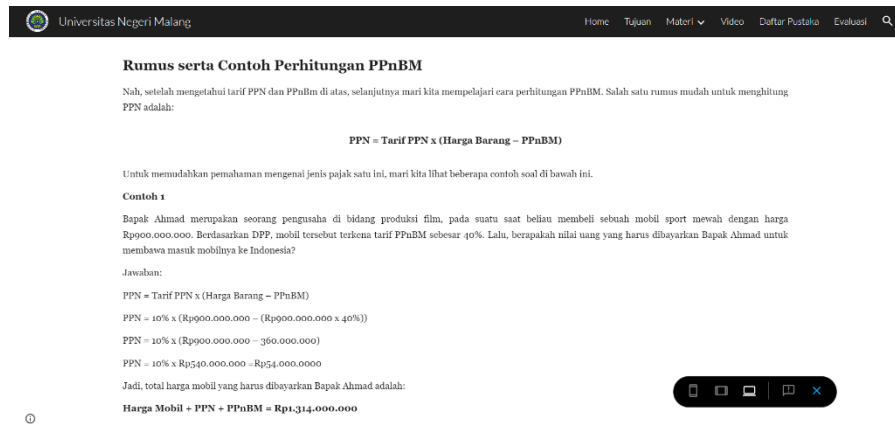 Universitas Negeri Malang
Home Tujuan Materi Video Daftar Pustaka Evaluasi
Rumus serta Contoh Perhitungan PPnBM
Nah, setelah mengetahui tarif PPN dan PPnBm di atas, selanjutnya mari kita mempelajari cara perhitungan PPnBM. Salah satu rumus mudah untuk menghitung
PPN adalah:
PPN = Tarif PPN x (Harga Barang – PPnBM)
Untuk memudahkan pemahaman mengenai jenis pajak satu ini, mari kita lihat beberapa contoh soal di bawah ini.
Contoh 1
Bapak Ahmad merupakan seorang pengusaha di bidang produksi film, pada suatu saat beliau membeli sebuah mobil sport mewah dengan harga
Rp900.000.000. Berdasarkan DPP, mobil tersebut terkena tarif PPnBM sebesar 40%. Lalu, berapakah nilai uang yang harus dibayarkan Bapak Ahmad untuk
membawa masuk mobilnya ke Indonesia?
Jawaban:
PPN = Tarif PPN x (Harga Barang – PPnBM)
PPN = 10% x (Rp900.000.000 – (Rp900.000.000 x 40%))
PPN = 10% x (Rp900.000.000 – 360.000.000)
PPN = 10% x Rp540.000.000 =Rp54.000.0000
Jadi, total harga mobil yang harus dibayarkan Bapak Ahmad adalah:
Harga Mobil + PPN + PPnBM = Rp1.314.000.000